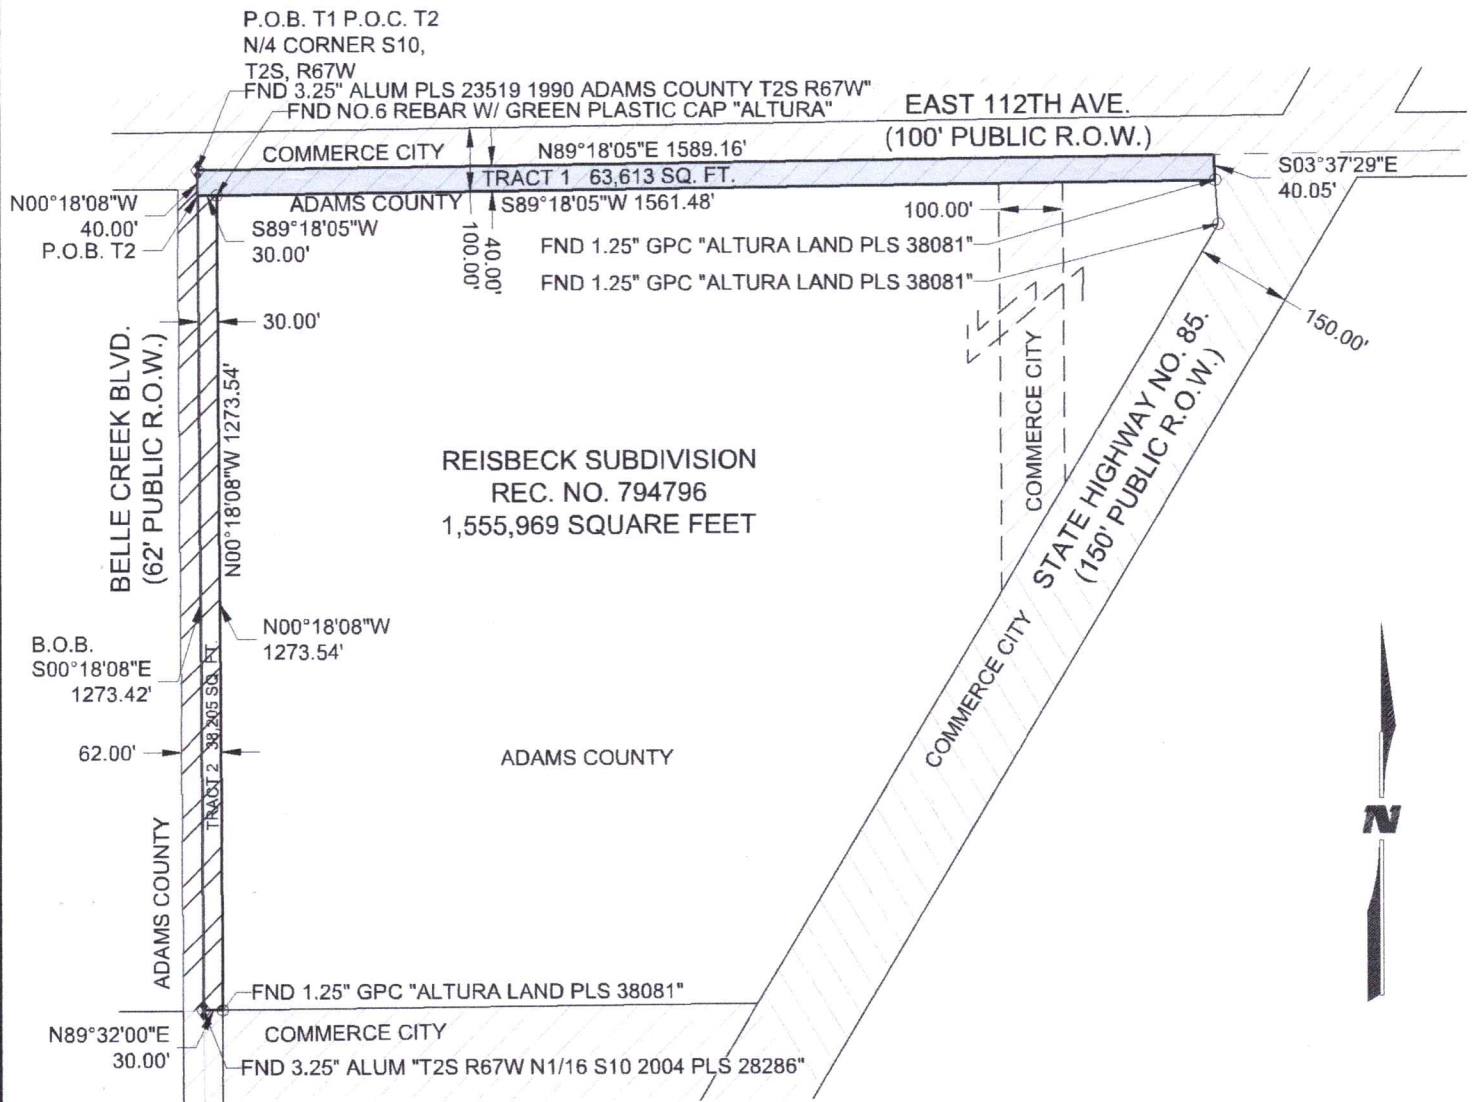 P.O.B. T1 P.O.C. T2
N/4 CORNER S10,
T2S, R67W
FND 3.25" ALUM PLS 23519 1990 ADAMS COUNTY T2S R67W"
FND NO.6 REBAR W/ GREEN PLASTIC CAP "ALTURA"
EAST 112TH AVE.
(100' PUBLIC R.O.W.)
COMMERCE CITY
N89°18'05"E 1589.16'
S03°37'29"E
40.05'
TRACT 1 63,613 SQ. FT.
N00°18'08"W
40.00'
P.O.B. T2
ADAMS COUNTY
S89°18'05"W 1561.48'
S89°18'05"W
30.00'
100.00'
40.00'
100.00'
FND 1.25" GPC "ALTURA LAND PLS 38081"
FND 1.25" GPC "ALTURA LAND PLS 38081"
30.00'
150.00'
BELLE CREEK BLVD.
(62' PUBLIC R.O.W.)
N00°18'08"W 1273.54'
COMMERCE CITY
STATE HIGHWAY NO. 85.
(150' PUBLIC R.O.W.)
REISBECK SUBDIVISION
REC. NO. 794796
1,555,969 SQUARE FEET
N00°18'08"W
1273.54'
B.O.B.
S00°18'08"E
1273.42'
TRACT 2 38,205 SQ. FT.
COMMERCE CITY
62.00'
ADAMS COUNTY
ADAMS COUNTY
N
FND 1.25" GPC "ALTURA LAND PLS 38081"
N89°32'00"E
30.00'
COMMERCE CITY
FND 3.25" ALUM "T2S R67W N1/16 S10 2004 PLS 28286"